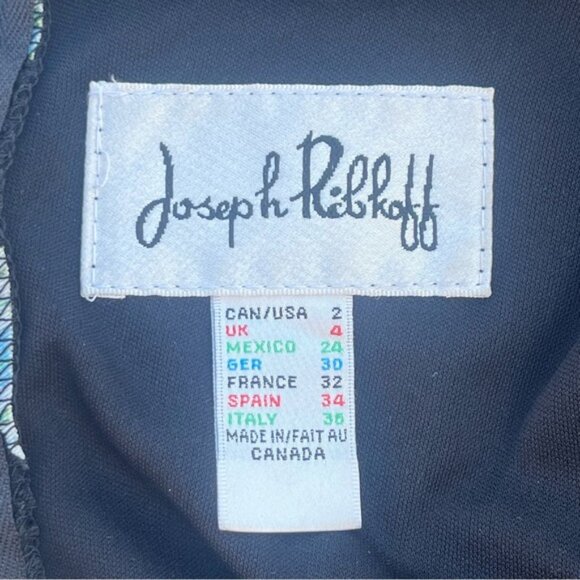 Joseph Ribkoff
CAN/USA 2
UK 4
MEXICO 24
GER 30
FRANCE 32
SPAIN 34
ITALY 36
MADE IN/FAIT AU
CANADA